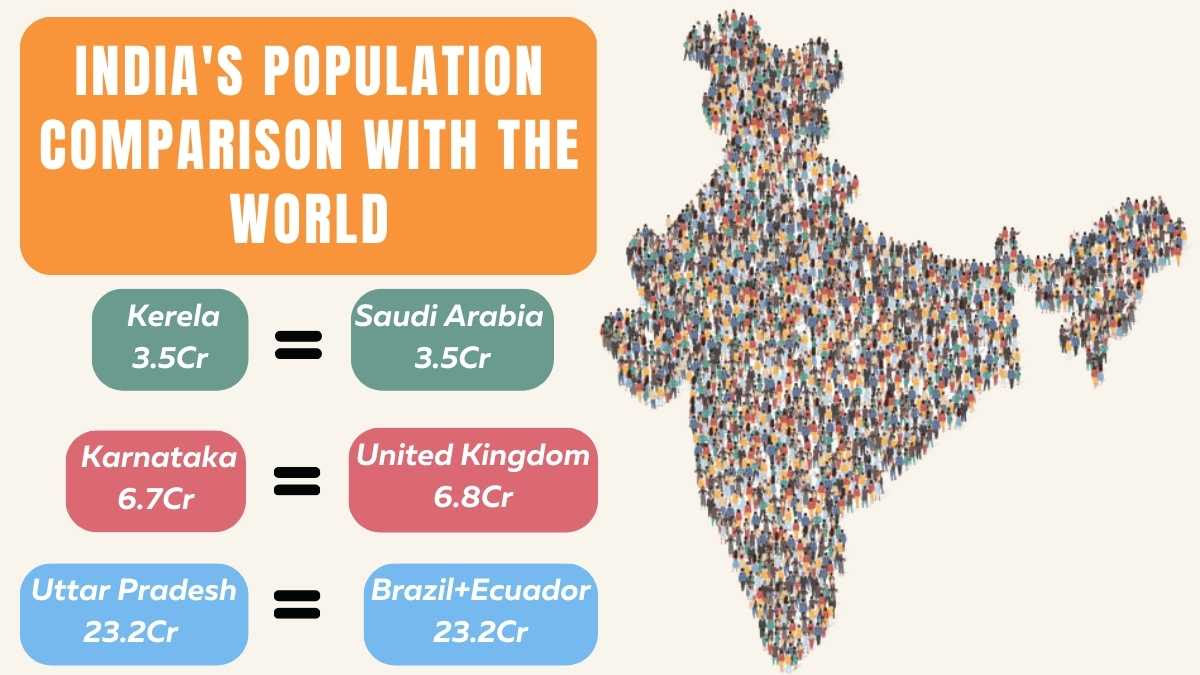 INDIA'S POPULATION
COMPARISON WITH THE
WORLD
Kerela
3.5Cr
=
Saudi Arabia
3.5Cr
Karnataka
6.7Cr
=
United Kingdom
6.8Cr
Uttar Pradesh
23.2Cr
=
Brazil+Ecuador
23.2Cr